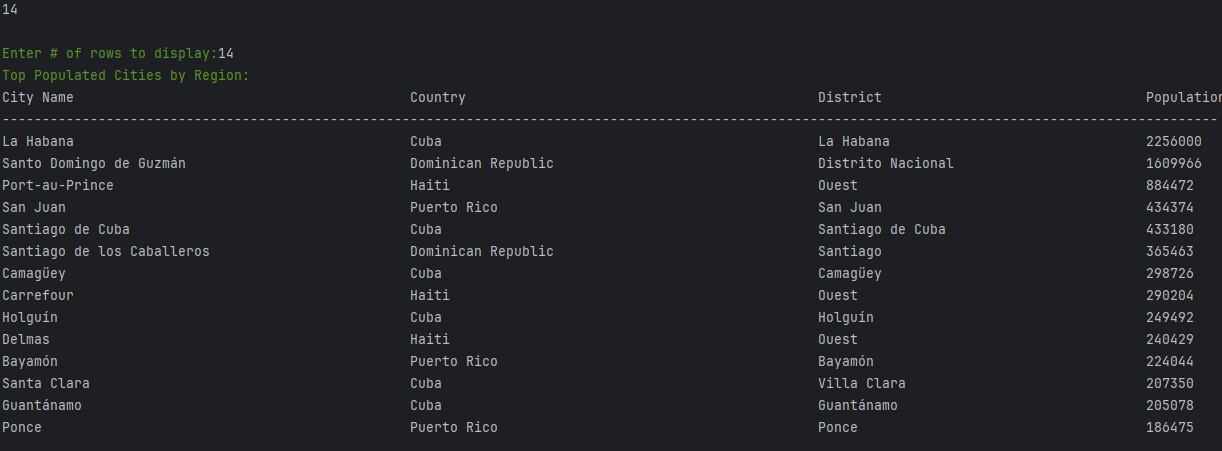 14
Enter # of rows to display:14
Top Populated Cities by Region:
City Name Country District Population
--------------------------------------------------------------------------------------------------------------------------------------------------------
La Habana Cuba La Habana 2256000
Santo Domingo de Guzmán Dominican Republic Distrito Nacional 1609966
Port-au-Prince Haiti Ouest 884472
San Juan Puerto Rico San Juan 434374
Santiago de Cuba Cuba Santiago de Cuba 433180
Santiago de los Caballeros Dominican Republic Santiago 365463
Camagüey Cuba Camagüey 298726
Carrefour Haiti Ouest 290204
Holguín Cuba Holguín 249492
Delmas Haiti Ouest 240429
Bayamón Puerto Rico Bayamón 224044
Santa Clara Cuba Villa Clara 207350
Guantánamo Cuba Guantánamo 205078
Ponce Puerto Rico Ponce 186475